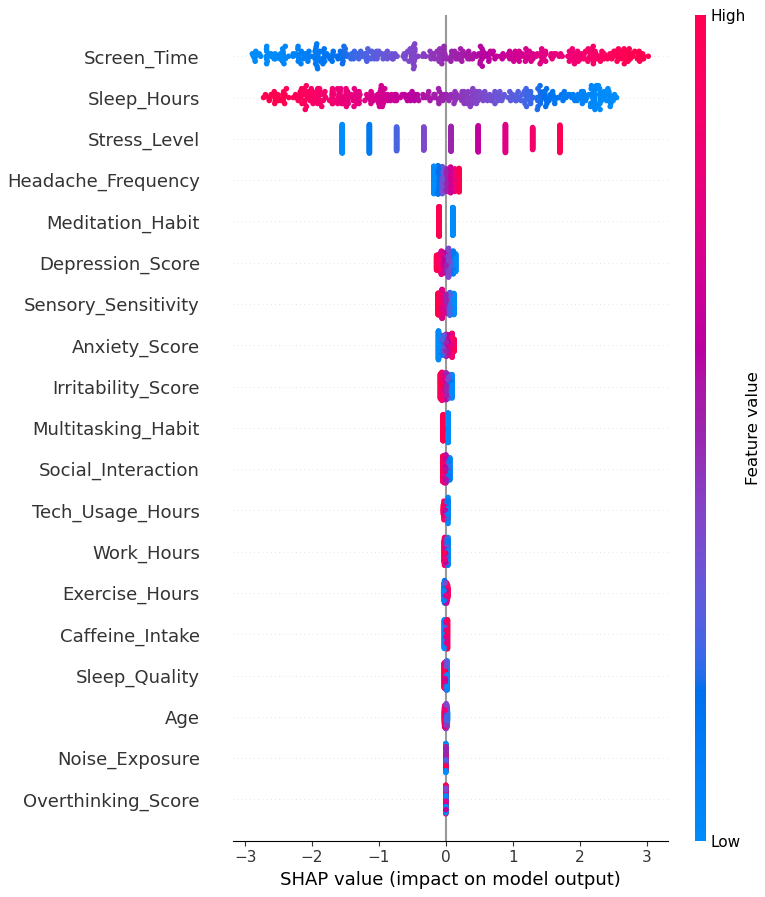 High
Screen_Time
Sleep_Hours
Stress_Level
Headache_Frequency
Meditation_Habit
Depression_Score
Sensory_Sensitivity
Anxiety_Score
Irritability_Score
Multitasking_Habit
Social_Interaction
Tech_Usage_Hours
Work_Hours
Exercise_Hours
Caffeine_Intake
Sleep_Quality
Age
Noise_Exposure
Overthinking_Score
Feature value
Low
−3 −2 −1 0 1 2 3
SHAP value (impact on model output)